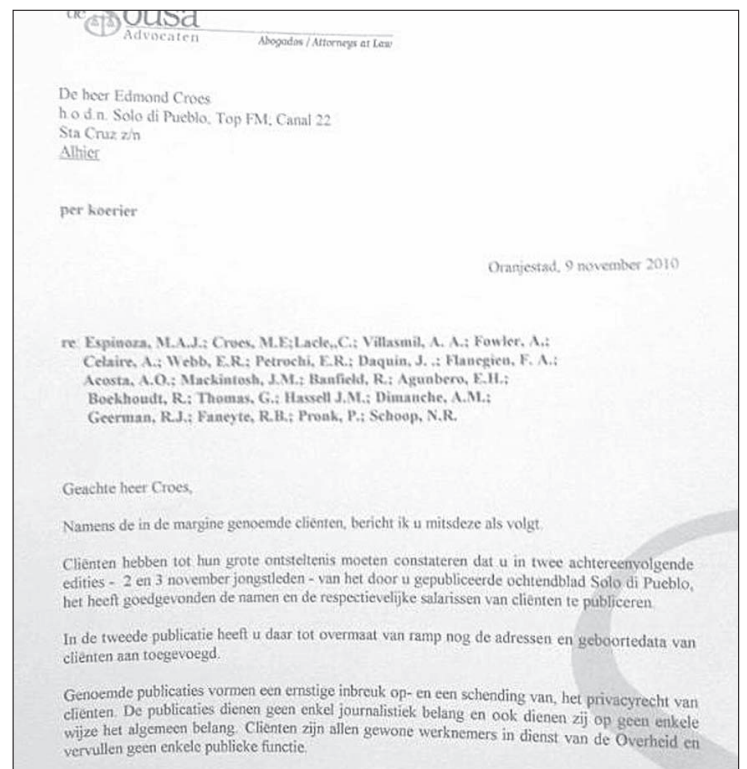 de Sousa
Advocaten
Abogados / Attorneys at Law
De heer Edmond Croes
h o d.n. Solo di Pueblo, Top FM, Canal 22
Sta Cruz z/n
Alhier
per koerier
Oranjestad, 9 november 2010
re: Espinoza, M.A.J.; Croes, M.E;Lacle,,C.; Villasmil, A. A.; Fowler, A.;
Celaire, A.; Webb, E.R.; Petrochi, E.R.; Daquin, J. .; Flanegien, F. A.;
Acosta, A.O.; Mackintosh, J.M.; Banfield, R.; Agunbero, E.H.;
Boekhoudt, R.; Thomas, G.; Hassell J.M.; Dimanche, A.M.;
Geerman, R.J.; Faneyte, R.B.; Pronk, P.; Schoop, N.R.
Geachte heer Croes,
Namens de in de margine genoemde cliënten, bericht ik u mitsdeze als volgt.
Cliënten hebben tot hun grote ontsteltenis moeten constateren dat u in twee achtereenvolgende
edities - 2 en 3 november jongstleden - van het door u gepubliceerde ochtendblad Solo di Pueblo,
het heeft goedgevonden de namen en de respectievelijke salarissen van cliënten te publiceren.
In de tweede publicatie heeft u daar tot overmaat van ramp nog de adressen en geboortedata van
cliënten aan toegevoegd.
Genoemde publicaties vormen een ernstige inbreuk op- en een schending van, het privacyrecht van
cliënten. De publicaties dienen geen enkel journalistiek belang en ook dienen zij op geen enkele
wijze het algemeen belang. Cliënten zijn allen gewone werknemers in dienst van de Overheid en
vervullen geen enkele publieke functie.